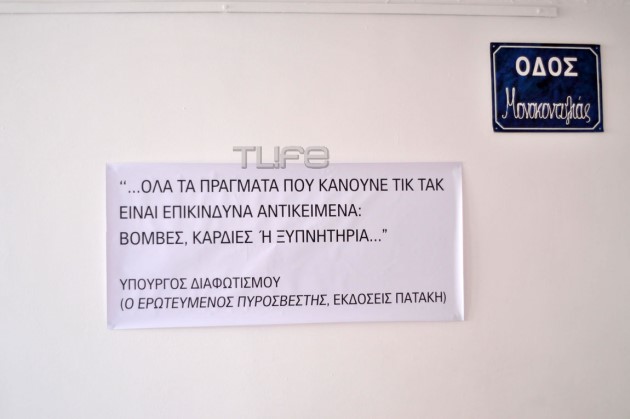 ΟΔΟΣ
Μονοκοντυλιάς
TLIFE
“...ΟΛΑ ΤΑ ΠΡΑΓΜΑΤΑ ΠΟΥ ΚΑΝΟΥΝΕ ΤΙΚ ΤΑΚ
ΕΙΝΑΙ ΕΠΙΚΙΝΔΥΝΑ ΑΝΤΙΚΕΙΜΕΝΑ:
ΒΟΜΒΕΣ, ΚΑΡΔΙΕΣ Ή ΞΥΠΝΗΤΗΡΙΑ...”
ΥΠΟΥΡΓΟΣ ΔΙΑΦΩΤΙΣΜΟΥ
(Ο ΕΡΩΤΕΥΜΕΝΟΣ ΠΥΡΟΣΒΕΣΤΗΣ, ΕΚΔΟΣΕΙΣ ΠΑΤΑΚΗ)